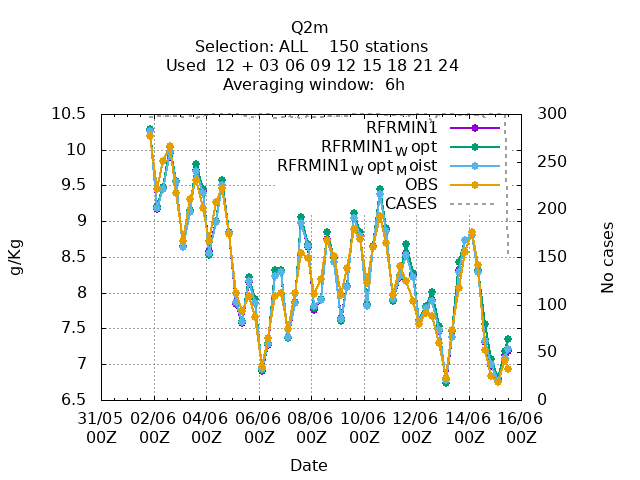 Q2m
Selection: ALL    150 stations
Used  12 + 03 06 09 12 15 18 21 24
Averaging window:  6h
10.5
10
9.5
9
8.5
8
7.5
7
6.5
300
250
200
150
100
50
0
g/Kg
No cases
RFRMIN1
RFRMIN1_W opt
RFRMIN1_W opt_M oist
OBS
CASES
31/05 02/06 04/06 06/06 08/06 10/06 12/06 14/06 16/06
00Z 00Z 00Z 00Z 00Z 00Z 00Z 00Z 00Z
Date